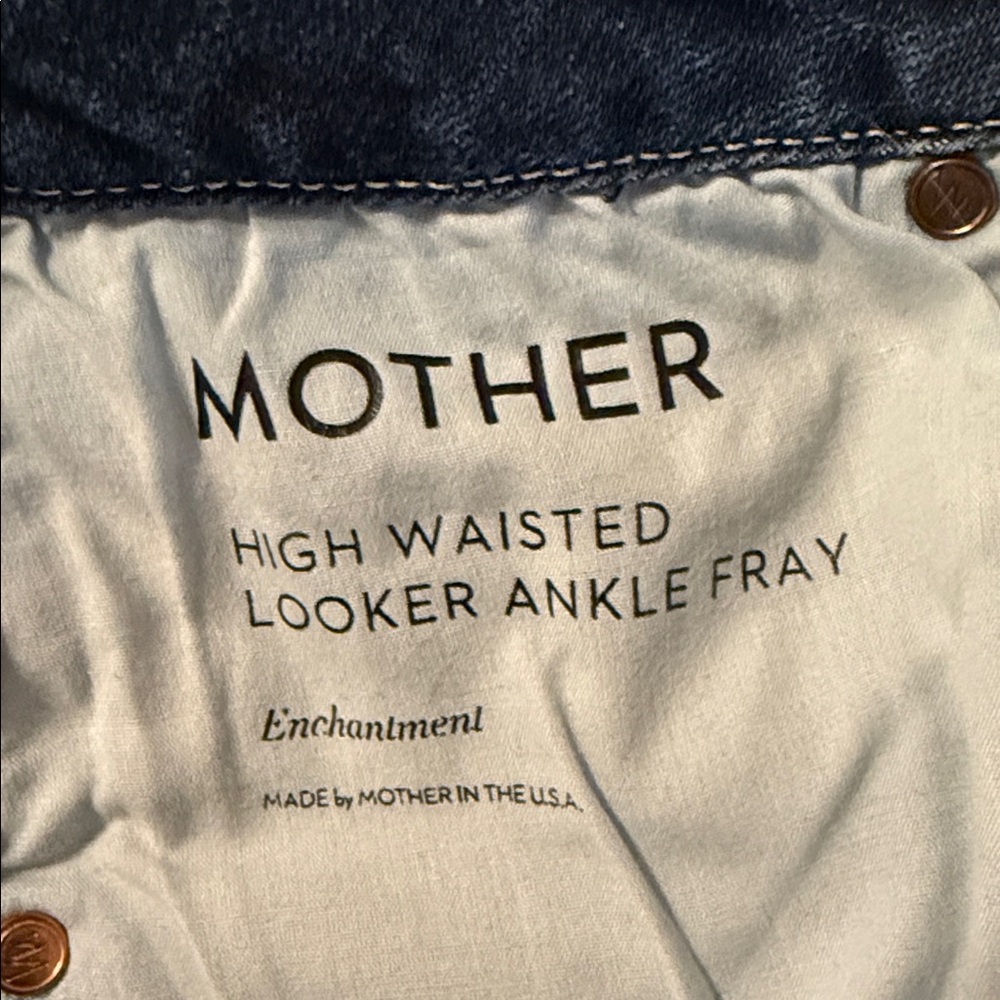 MOTHER
HIGH WAISTED
LOOKER ANKLE FRAY
Enchantment
MADE by MOTHER IN THE U.S.A.